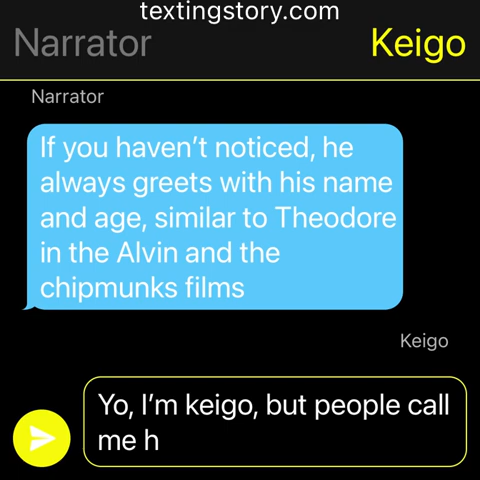 textingstory.com
Narrator Keigo
Narrator
If you haven’t noticed, he
always greets with his name
and age, similar to Theodore
in the Alvin and the
chipmunks films
Keigo
Yo, I’m keigo, but people call
me h